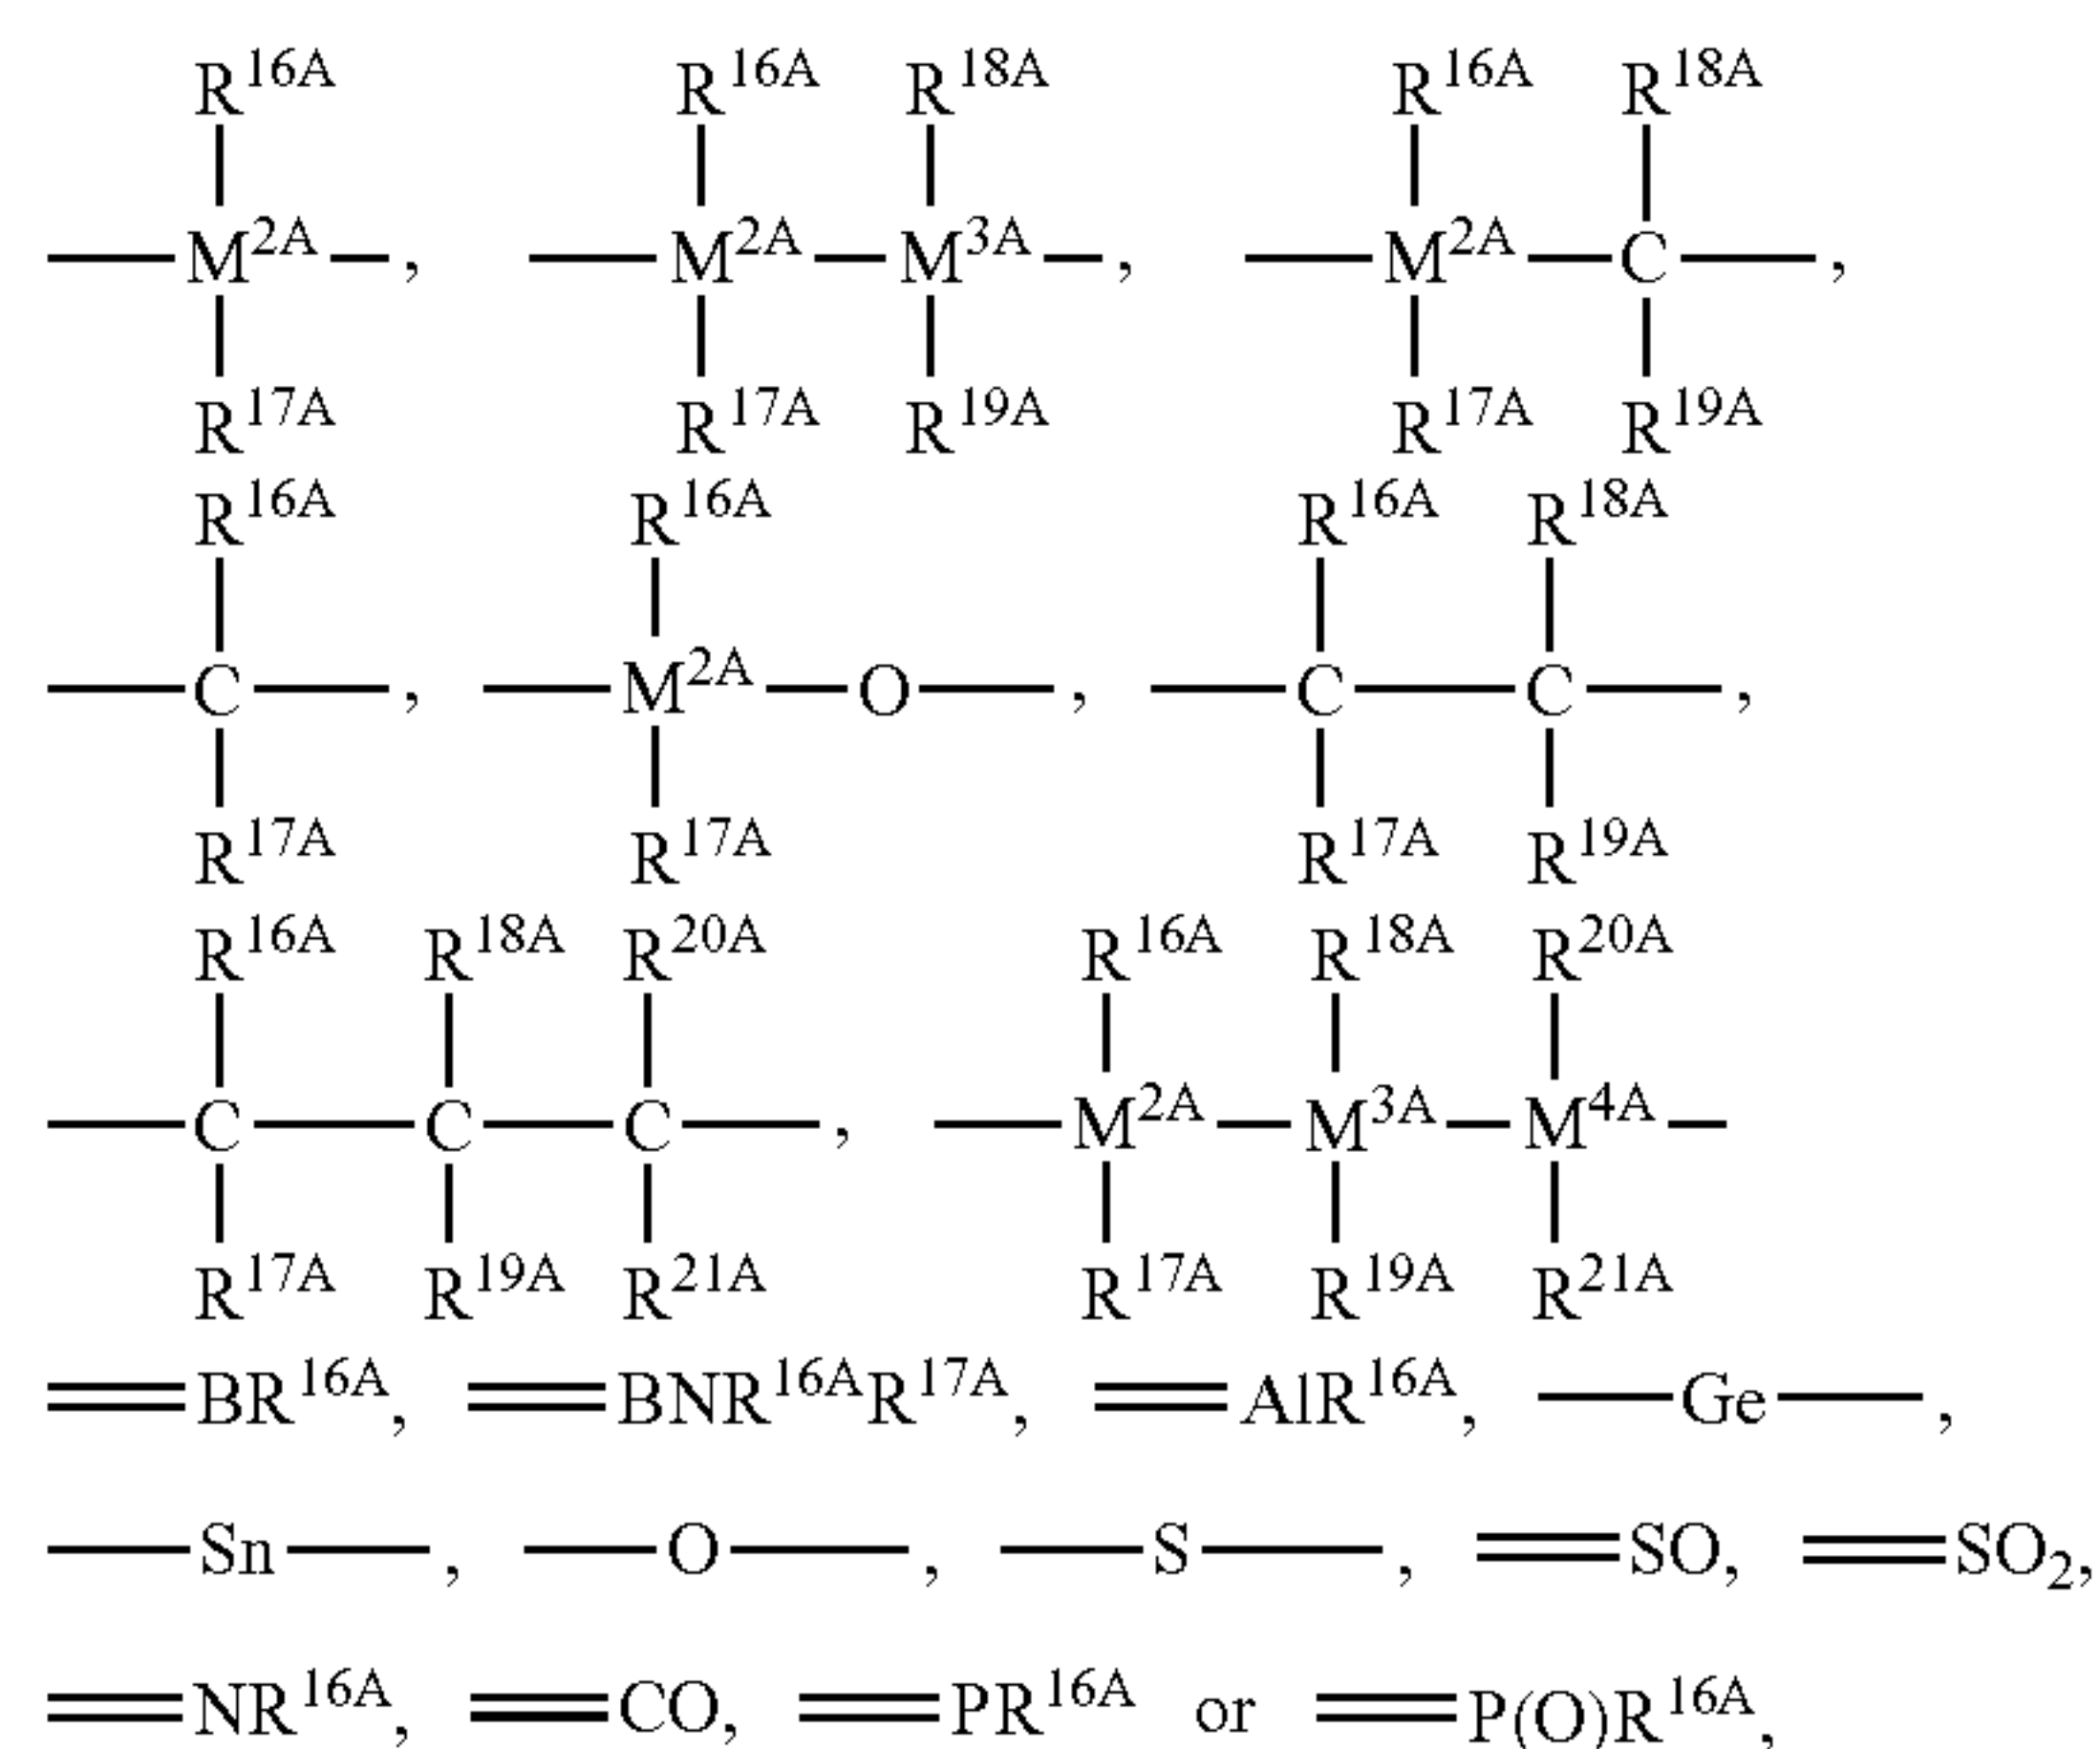 R16A R16A R18A R16A R18A
—M2A—, —M2A—M3A—, —M2A—C—,
R17A R17A R19A R17A R19A
R16A R16A R16A R18A
—C—, —M2A—O—, —C—C—,
R17A R17A R17A R19A
R16A R18A R20A R16A R18A R20A
—C—C—C—, —M2A—M3A—M4A—
R17A R19A R21A R17A R19A R21A
═BR16A, ═BNR16AR17A, ═AlR16A, —Ge—,
—Sn—, —O—, —S—, ═SO, ═SO2,
═NR16A, ═CO, ═PR16A or ═P(O)R16A,